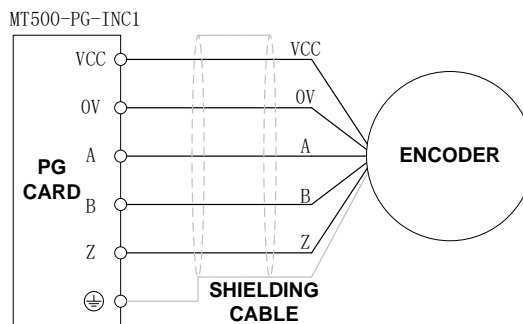 MT500-PG-INC1
VCC VCC
0V 0V
A A
PG
CARD
ENCODER
B B
Z Z
SHIELDING
CABLE